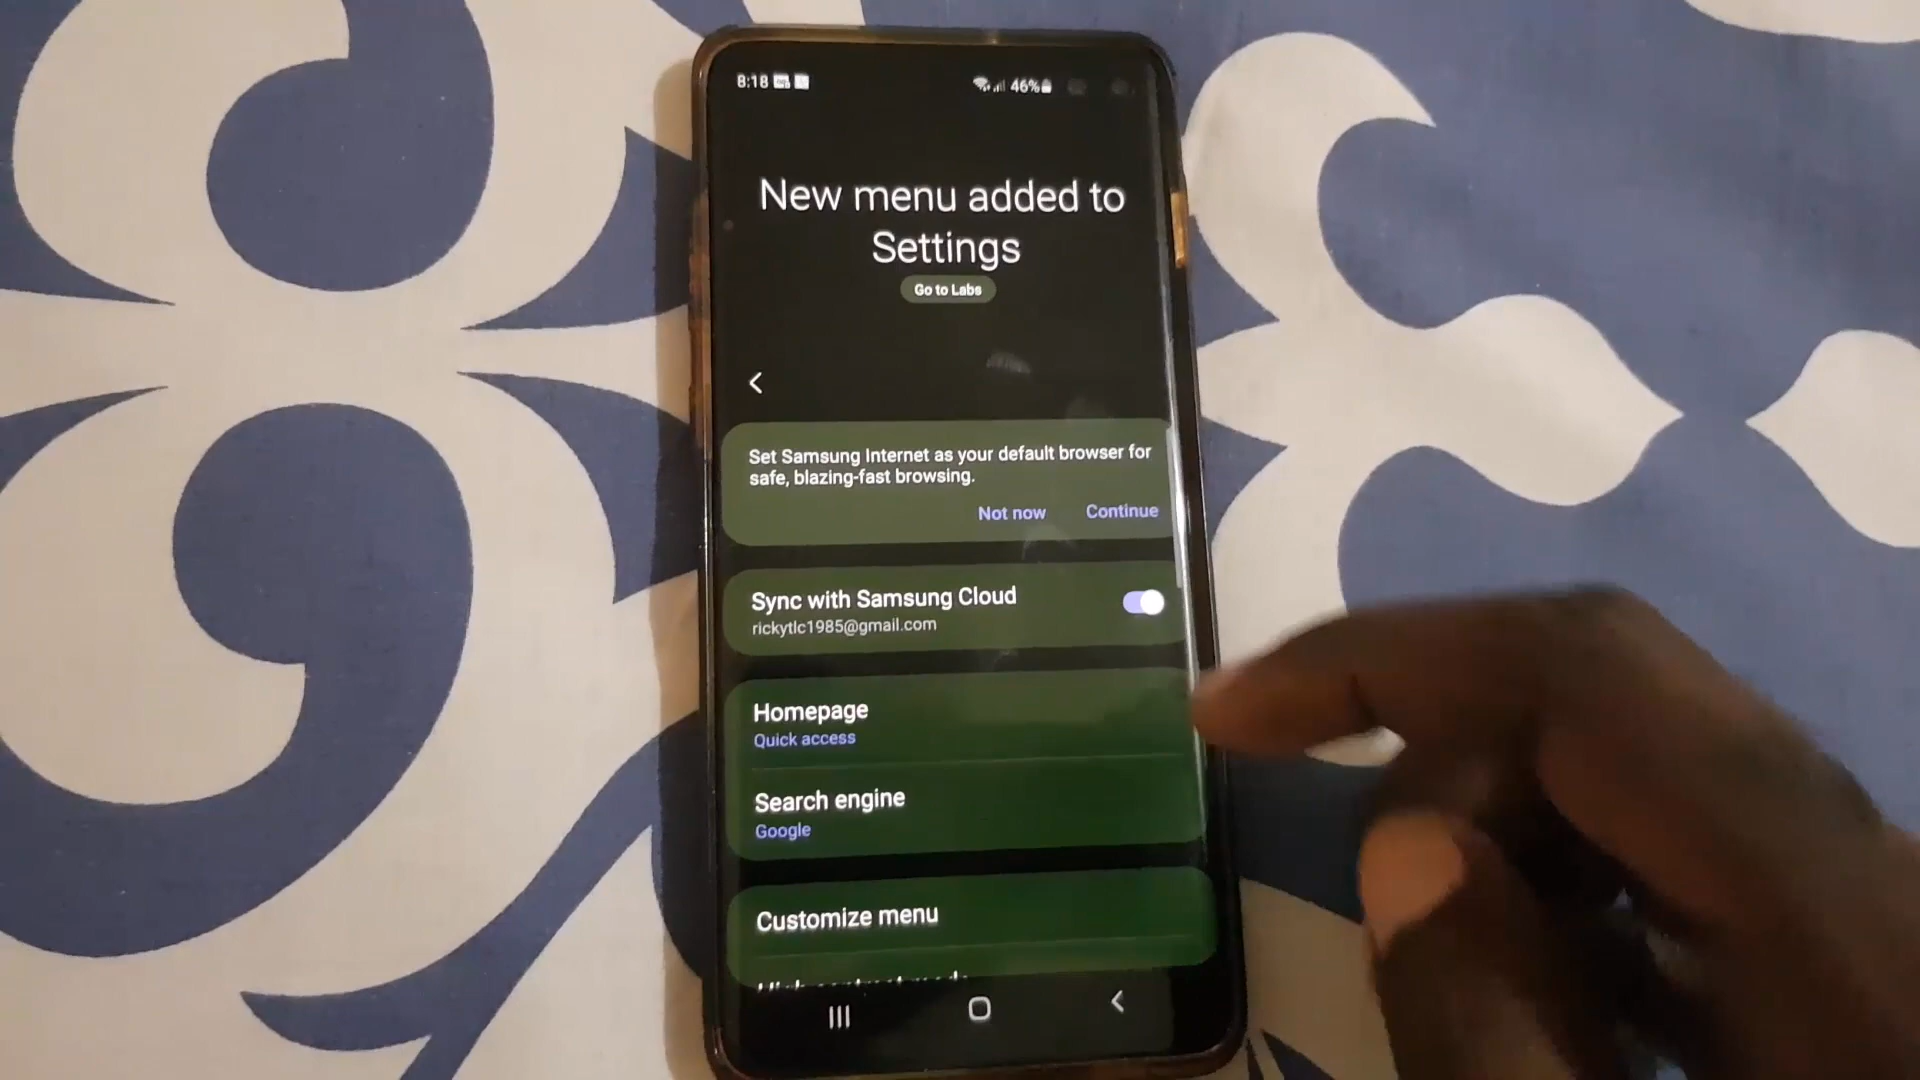 8:18
46%
New menu added to
Settings
Go to Labs
Set Samsung Internet as your default browser for
safe, blazing-fast browsing.
Not now Continue
Sync with Samsung Cloud
rickytlc1985@gmail.com
Homepage
Quick access
Search engine
Google
Customize menu